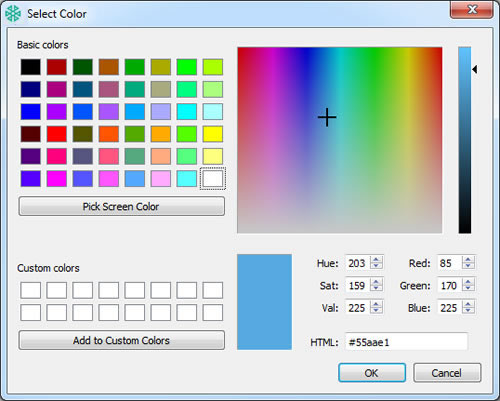 Select Color
Basic colors
Pick Screen Color
Custom colors
Add to Custom Colors
Hue: 203 Red: 85
Sat: 159 Green: 170
Val: 225 Blue: 225
HTML: #55aae1
OK Cancel